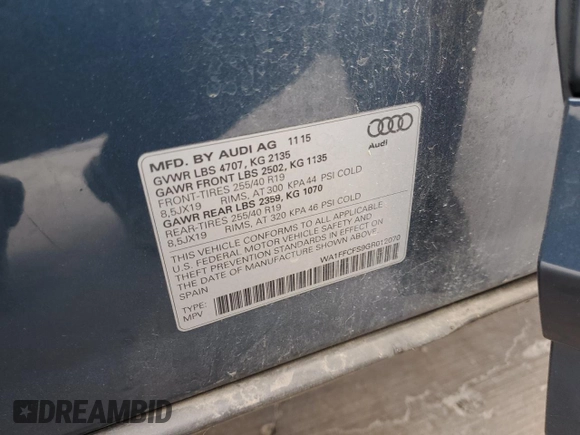 MFD. BY AUDI AG 11 15
GVWR LBS 4707, KG 2135
GAWR FRONT LBS 2502, KG 1135
FRONT-TIRES 255/40 R19
8,5JX19 RIMS, AT 300 KPA 44 PSI COLD
GAWR REAR LBS 2359, KG 1070
REAR-TIRES 255/40 R19
8,5JX19 RIMS, AT 320 KPA 46 PSI COLD
THIS VEHICLE CONFORMS TO ALL APPLICABLE
U.S. FEDERAL MOTOR VEHICLE SAFETY AND
THEFT PREVENTION STANDARDS IN EFFECT ON
THE DATE OF MANUFACTURE SHOWN ABOVE.
SPAIN WA1FFCFS9GR012070
TYPE:
MPV
Audi
DREAMBID